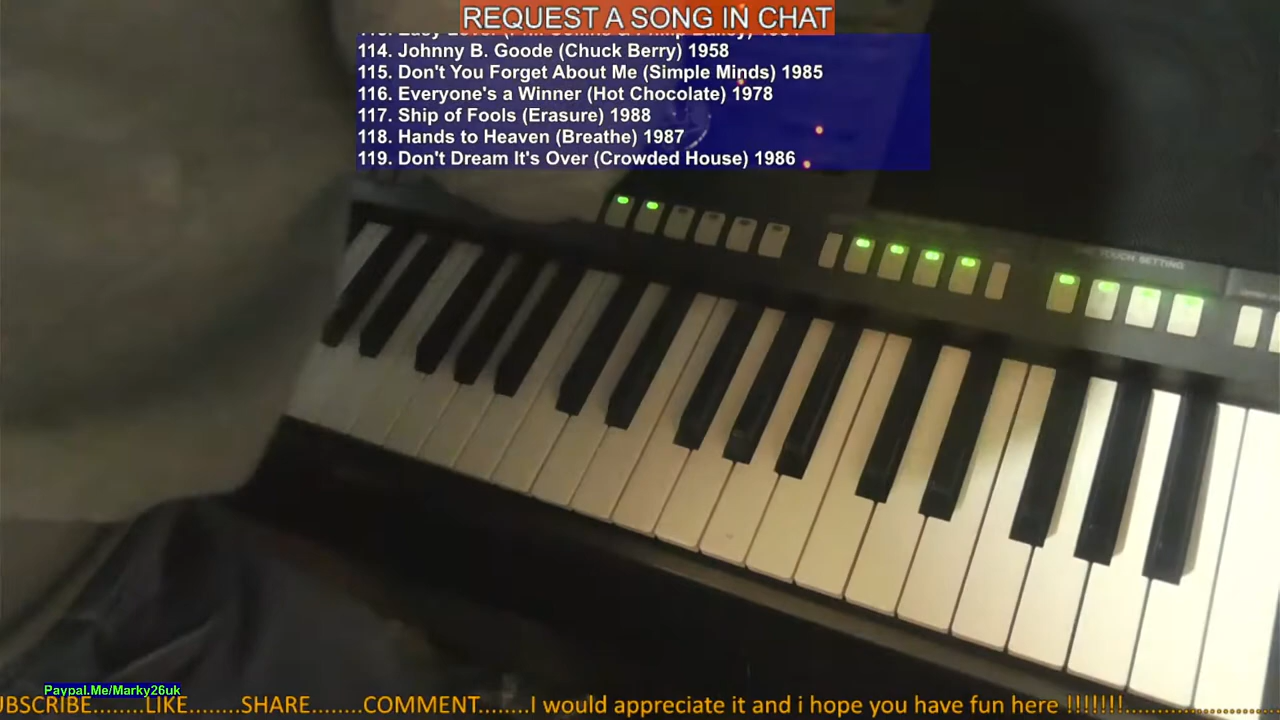 REQUEST A SONG IN CHAT
114. Johnny B. Goode (Chuck Berry) 1958
115. Don't You Forget About Me (Simple Minds) 1985
116. Everyone's a Winner (Hot Chocolate) 1978
117. Ship of Fools (Erasure) 1988
118. Hands to Heaven (Breathe) 1987
119. Don't Dream It's Over (Crowded House) 1986
TOUCH SETTING
Paypal.Me/Marky26uk
UBSCRIBE........LIKE........SHARE........COMMENT........I would appreciate it and i hope you have fun here !!!!!!!......................